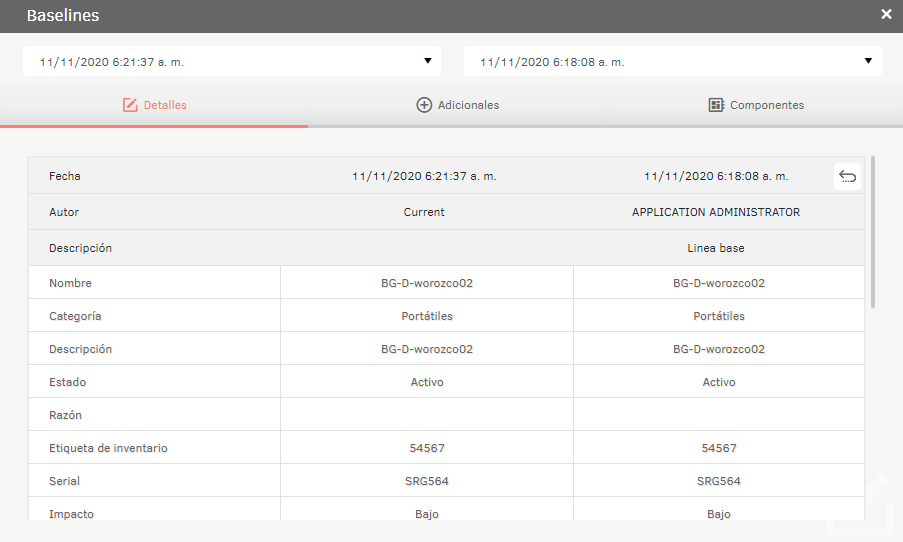 Baselines
11/11/2020 6:21:37 a. m. 11/11/2020 6:18:08 a. m.
Detalles Adicionales Componentes
Fecha 11/11/2020 6:21:37 a. m. 11/11/2020 6:18:08 a. m.
Autor Current APPLICATION ADMINISTRATOR
Descripción Linea base
Nombre BG-D-worozco02 BG-D-worozco02
Categoría Portátiles Portátiles
Descripción BG-D-worozco02 BG-D-worozco02
Estado Activo Activo
Razón
Etiqueta de inventario 54567 54567
Serial SRG564 SRG564
Impacto Bajo Bajo